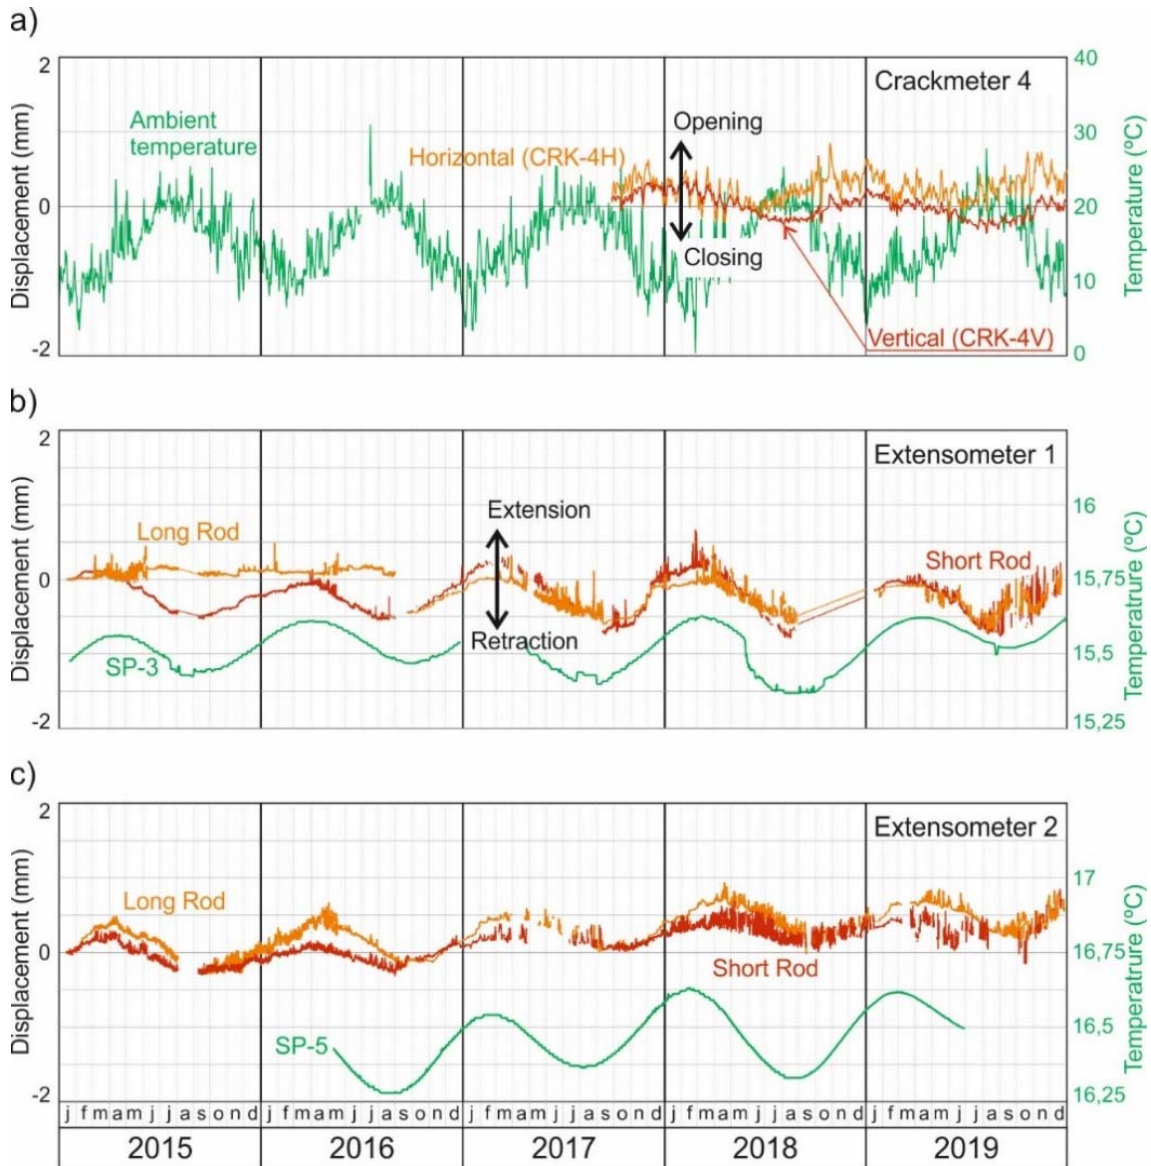 a)
2
40
Crackmeter 4
Ambient
temperature
Opening
30
Horizontal (CRK-4H)
Displacement (mm)
0
20
Temperature (ºC)
Closing
10
Vertical (CRK-4V)
-2
0
b)
2
Extensometer 1
Extension
16
Long Rod
Short Rod
Displacement (mm)
0
15,75
Temperatrure (ºC)
Retraction
SP-3
15,5
-2
15,25
c)
2
Extensometer 2
17
Long Rod
Displacement (mm)
0
16,75
Temperatrure (ºC)
Short Rod
SP-5
16,5
-2
16,25
j f m a m j j a s o n d j f m a m j j a s o n d j f m a m j j a s o n d j f m a m j j a s o n d j f m a m j j a s o n d
2015 2016 2017 2018 2019